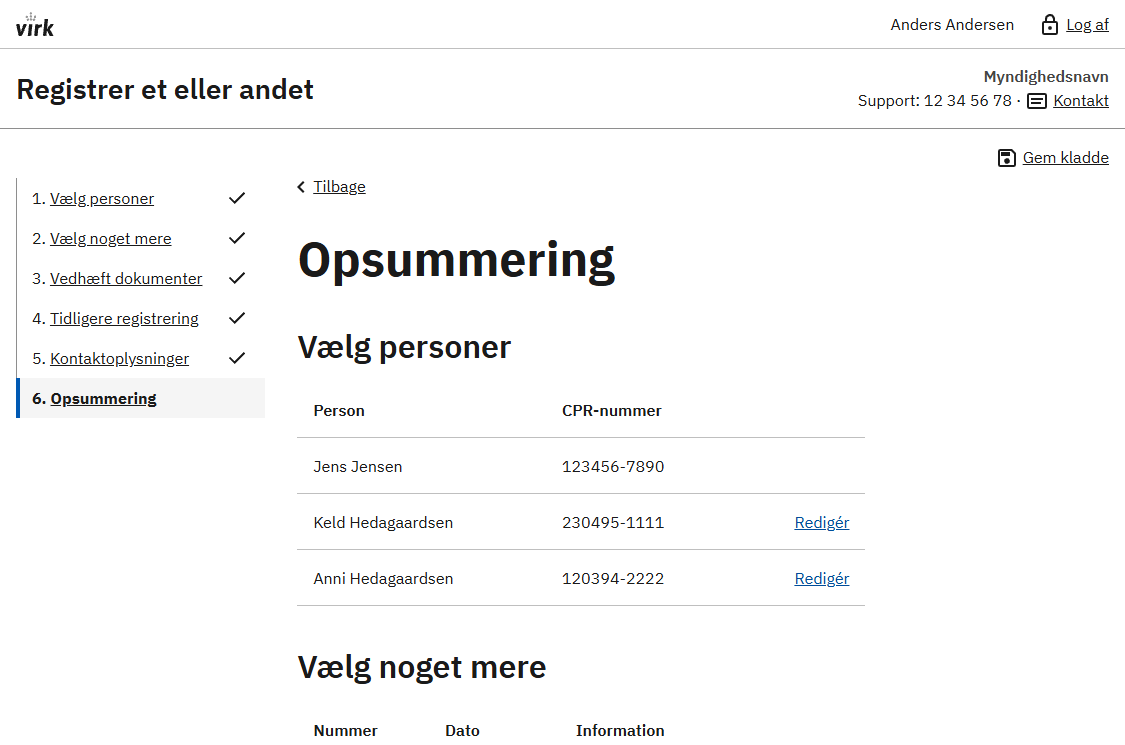 virk
Anders Andersen
Log af
Registrer et eller andet
Myndighedsnavn
Support: 12 34 56 78 · Kontakt
Gem kladde
1. Vælg personer
2. Vælg noget mere
3. Vedhæft dokumenter
4. Tidligere registrering
5. Kontaktoplysninger
6. Opsummering
Tilbage
Opsummering
Vælg personer
Person CPR-nummer
Jens Jensen 123456-7890
Keld Hedagaardsen 230495-1111 Redigér
Anni Hedagaardsen 120394-2222 Redigér
Vælg noget mere
Nummer Dato Information